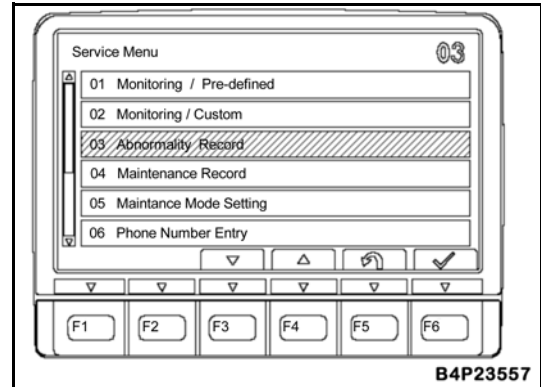 Service Menu 03
01 Monitoring / Pre-defined
02 Monitoring / Custom
03 Abnormality Record
04 Maintenance Record
05 Maintance Mode Setting
06 Phone Number Entry
F1 F2 F3 F4 F5 F6
B4P23557